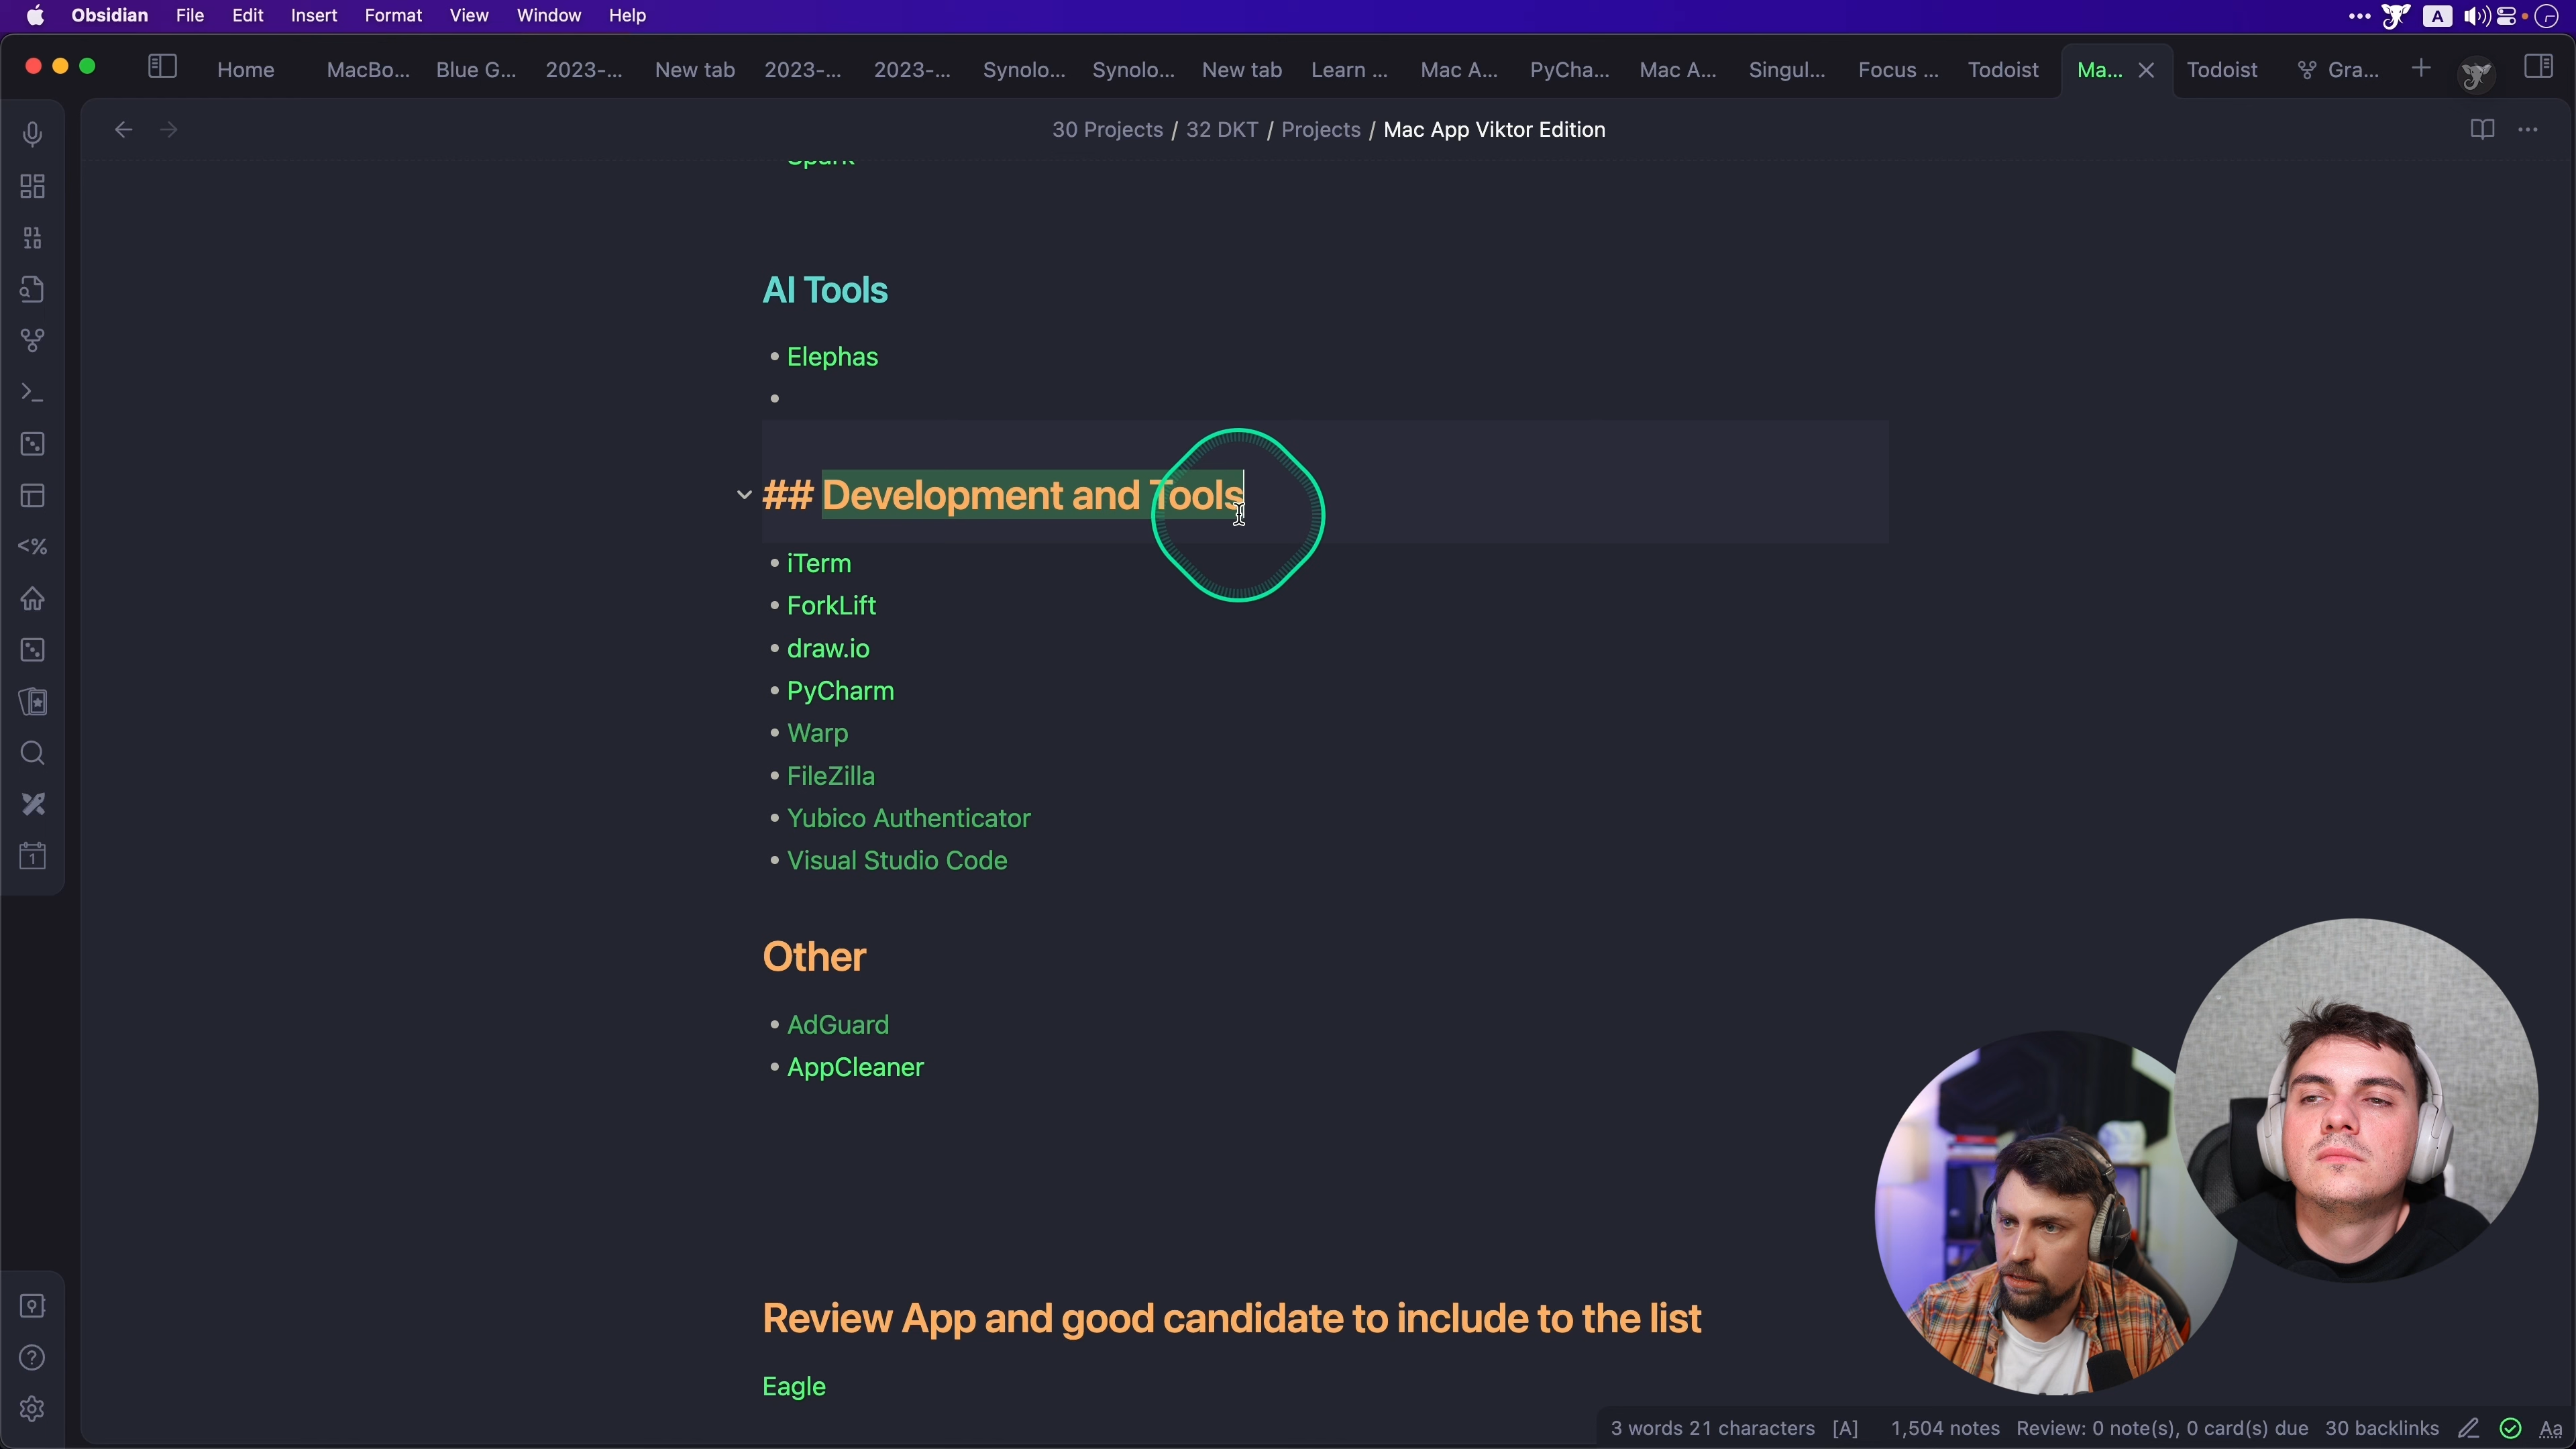 Obsidian File Edit Insert Format View Window Help
A
Home MacBo... Blue G... 2023-... New tab 2023-... 2023-... Synolo... Synolo... New tab Learn ... Mac A... PyCha... Mac A... Singul... Focus ... Todoist Ma... Todoist Gra...
30 Projects / 32 DKT / Projects / Mac App Viktor Edition
Spark
AI Tools
Elephas
## Development and Tools
iTerm
ForkLift
draw.io
PyCharm
Warp
FileZilla
Yubico Authenticator
Visual Studio Code
Other
AdGuard
AppCleaner
Review App and good candidate to include to the list
Eagle
3 words 21 characters [A] 1,504 notes Review: 0 note(s), 0 card(s) due 30 backlinks Aa